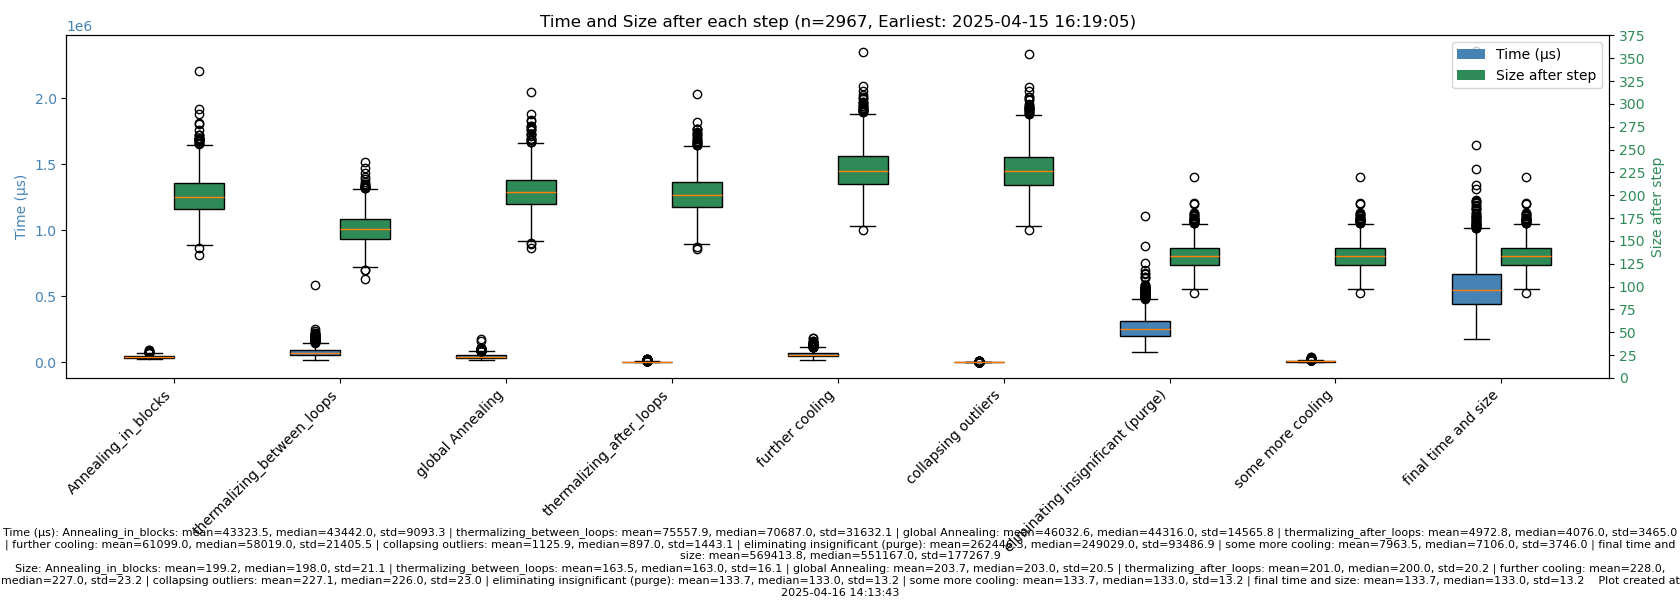 Time and Size after each step (n=2967, Earliest: 2025-04-15 16:19:05)
1e6
Time (µs)
Size after step
2.0
1.5
1.0
0.5
0.0
Time (µs)
375
350
325
300
275
250
225
200
175
150
125
100
75
50
25
0
Size after step
Annealing_in_blocks
thermalizing_between_loops
global Annealing
thermalizing_after_loops
further cooling
collapsing outliers
eliminating insignificant (purge)
some more cooling
final time and size
Time (µs): Annealing_in_blocks: mean=43323.5, median=43442.0, std=9093.3 | thermalizing_between_loops: mean=75557.9, median=70687.0, std=31632.1 | global Annealing: mean=46032.6, median=44316.0, std=14565.8 | thermalizing_after_loops: mean=4972.8, median=4076.0, std=3465.0
| further cooling: mean=61099.0, median=58019.0, std=21405.5 | collapsing outliers: mean=1125.9, median=897.0, std=1443.1 | eliminating insignificant (purge): median=249029.0, std=93486.9 | some more cooling: mean=7963.5, median=7106.0, std=3746.0 | final time and
size: mean=569413.8, median=551167.0, std=177267.9
Size: Annealing_in_blocks: mean=199.2, median=198.0, std=21.1 | thermalizing_between_loops: mean=163.5, median=163.0, std=16.1 | global Annealing: mean=203.7, median=203.0, std=20.5 | thermalizing_after_loops: mean=201.0, median=200.0, std=20.2 | further cooling: mean=228.0,
median=227.0, std=23.2 | collapsing outliers: mean=227.1, median=226.0, std=23.0 | eliminating insignificant (purge): mean=133.7, median=133.0, std=13.2 | some more cooling: mean=133.7, median=133.0, std=13.2 | final time and size: mean=133.7, median=133.0, std=13.2 Plot created at
2025-04-16 14:13:43